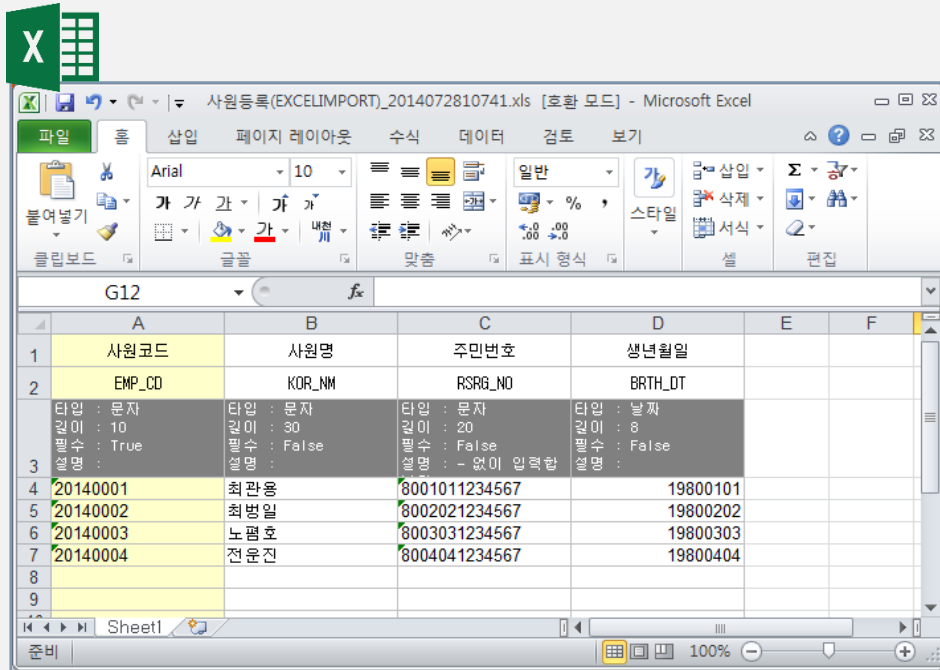 X
사원등록(EXCELIMPORT)_2014072810741.xls [호환 모드] - Microsoft Excel
파일 홈 삽입 페이지 레이아웃 수식 데이터 검토 보기
Arial 10 일반 삽입 Σ
붙여넣기 가 가 가 가 가 % , 스타일 삭제
가 내천 川 .00 .00 서식
클립보드 글꼴 맞춤 표시 형식 셀 편집
G12 fx
A B C D E F
1 사원코드 사원명 주민번호 생년월일
2 EMP_CD KOR_NM RSRG_NO BRTH_DT
타입 : 문자 타입 : 문자 타입 : 문자 타입 : 날짜
길이 : 10 길이 : 30 길이 : 20 길이 : 8
필수 : True 필수 : False 필수 : False 필수 : False
3 설명 : 설명 : 설명 : - 없이 입력합 설명 :
4 20140001 최관용 8001011234567 19800101
5 20140002 최병일 8002021234567 19800202
6 20140003 노폄호 8003031234567 19800303
7 20140004 전운진 8004041234567 19800404
8
9
Sheet1
준비 100%